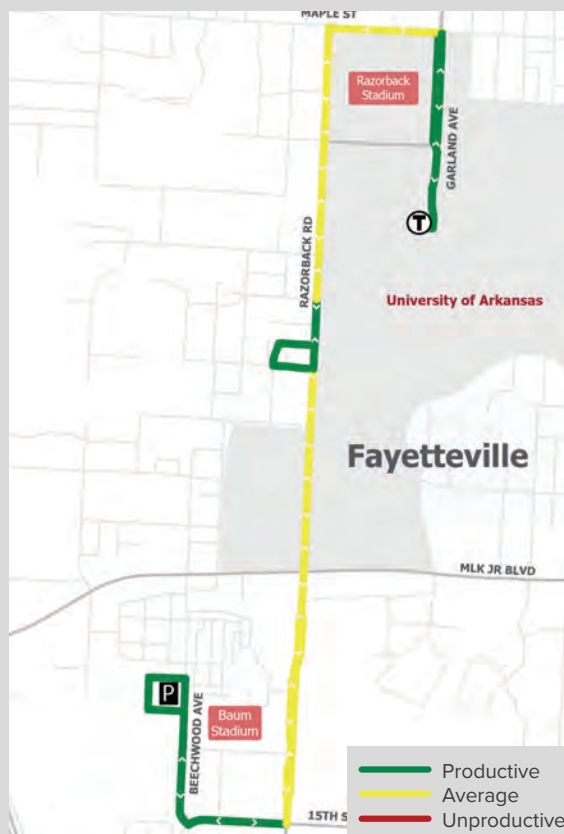 MAPLE ST
Razorback
Stadium
GARLAND AVE
T
RAZORBACK RD
University of Arkansas
Fayetteville
MLK JR BLVD
P
BEECHWOOD AVE
Baum
Stadium
15TH S
Productive
Average
Unproductive